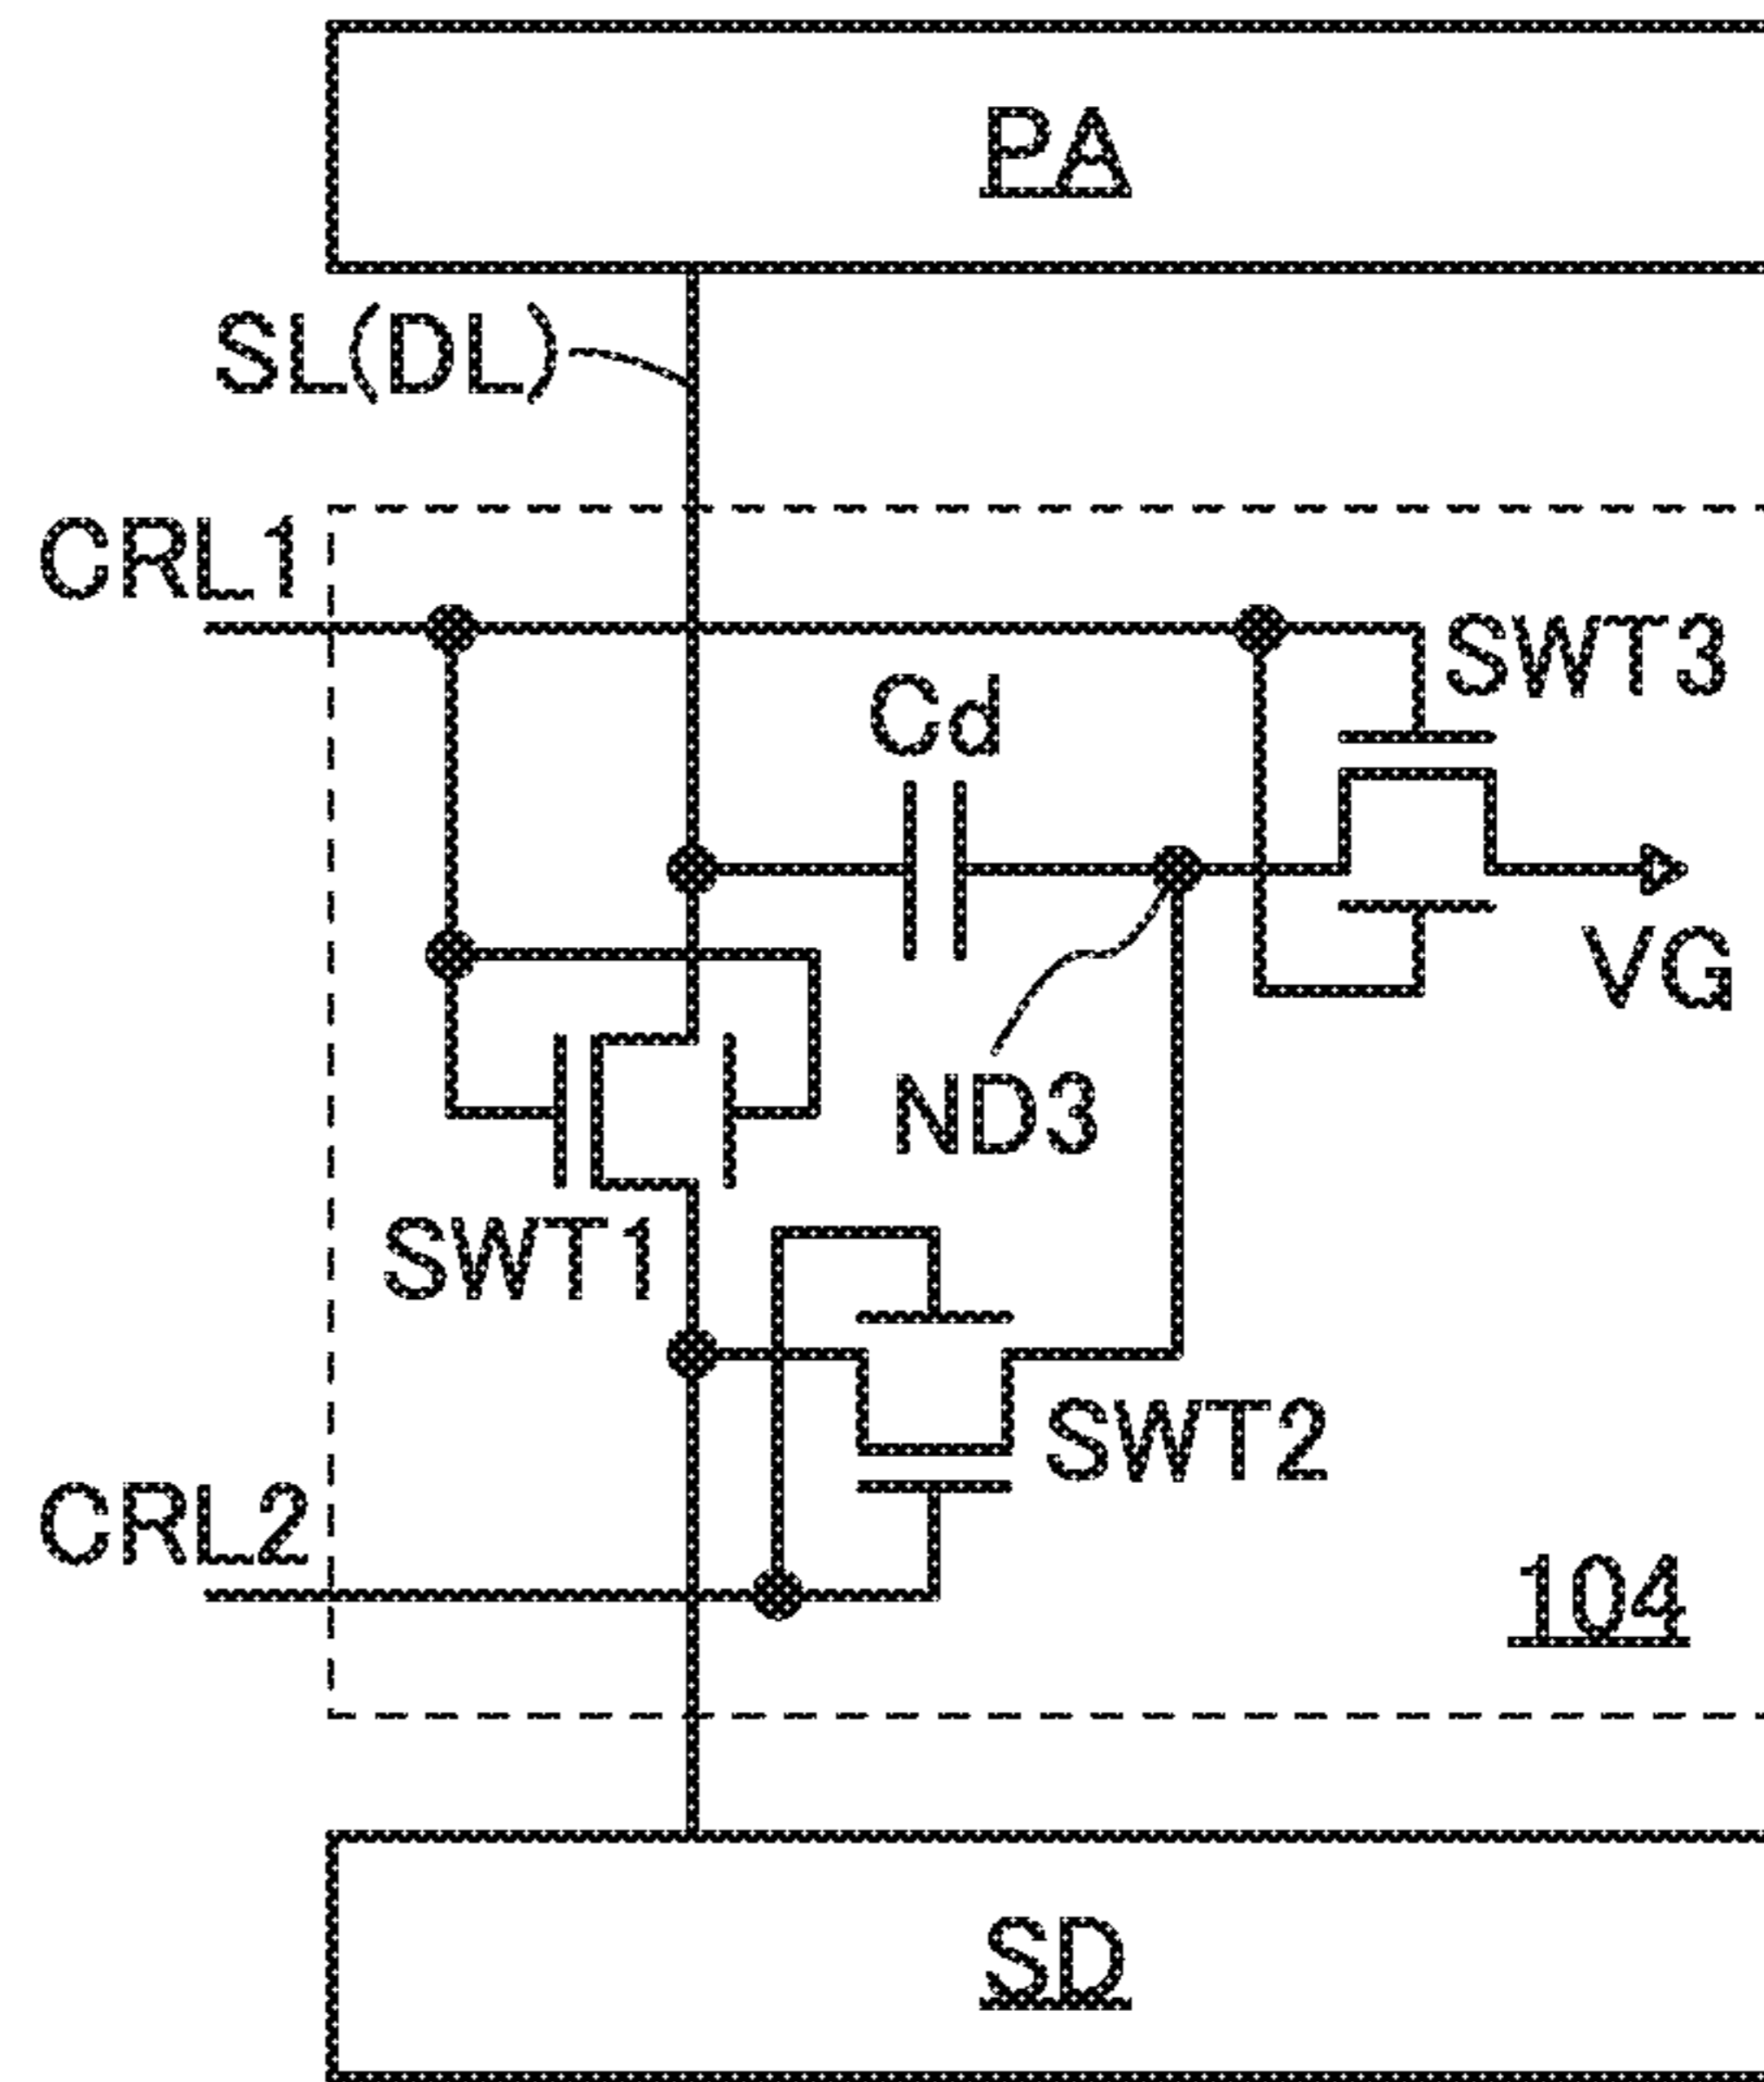 PA
SL(DL)
CRL1
SWT3
Cd
VG
ND3
SWT1
SWT2
CRL2
104
SD